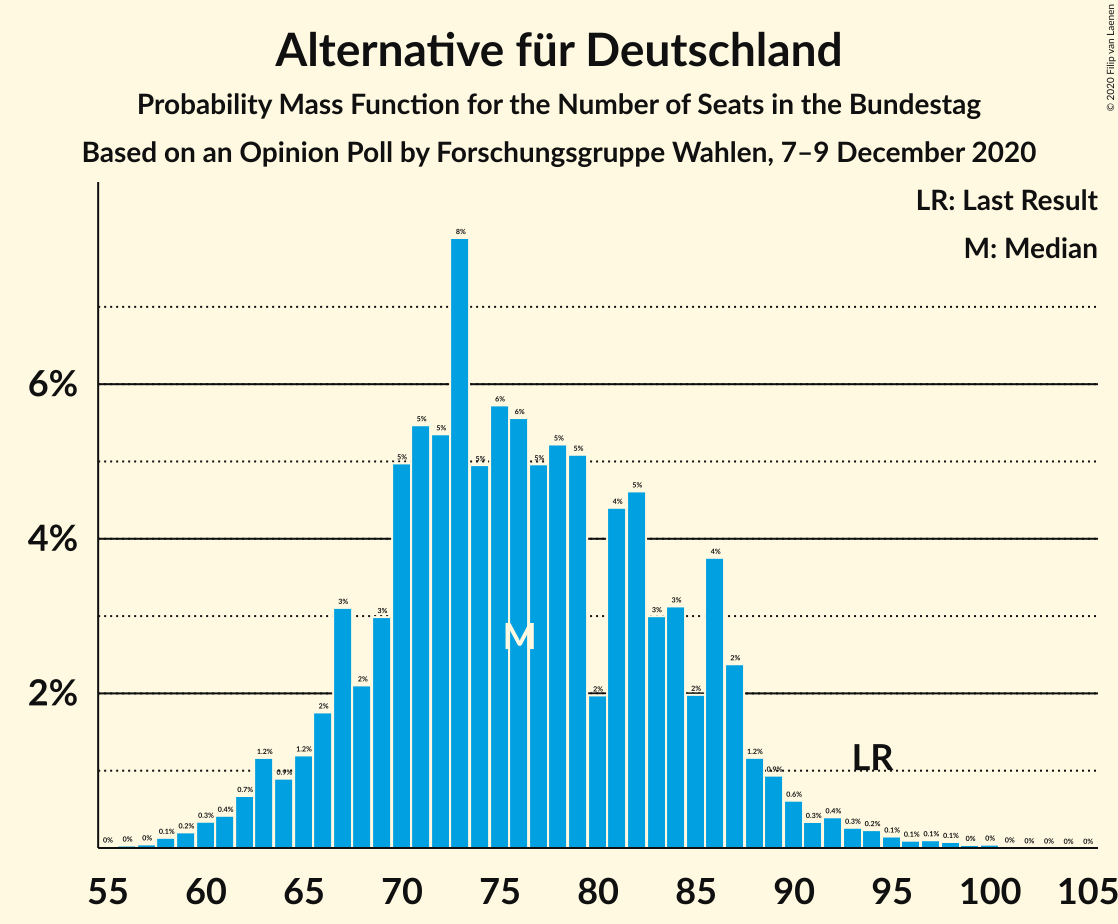 Alternative für Deutschland
Probability Mass Function for the Number of Seats in the Bundestag
Based on an Opinion Poll by Forschungsgruppe Wahlen, 7–9 December 2020
© 2020 Filip van Laenen
LR: Last Result
M: Median
6%
4%
2%
0% 0% 0% 0.1% 0.2% 0.3% 0.4% 0.7% 1.2% 0.9% 1.2% 2% 3% 2% 3% 5% 5% 5% 8% 5% 6% 6% 5% 5% 5% 2% 4% 5% 3% 3% 2% 4% 2% 1.2% 0.9% 0.6% 0.3% 0.4% 0.3% 0.2% 0.1% 0.1% 0.1% 0.1% 0% 0% 0% 0% 0% 0% 0%
M
LR
55 60 65 70 75 80 85 90 95 100 105